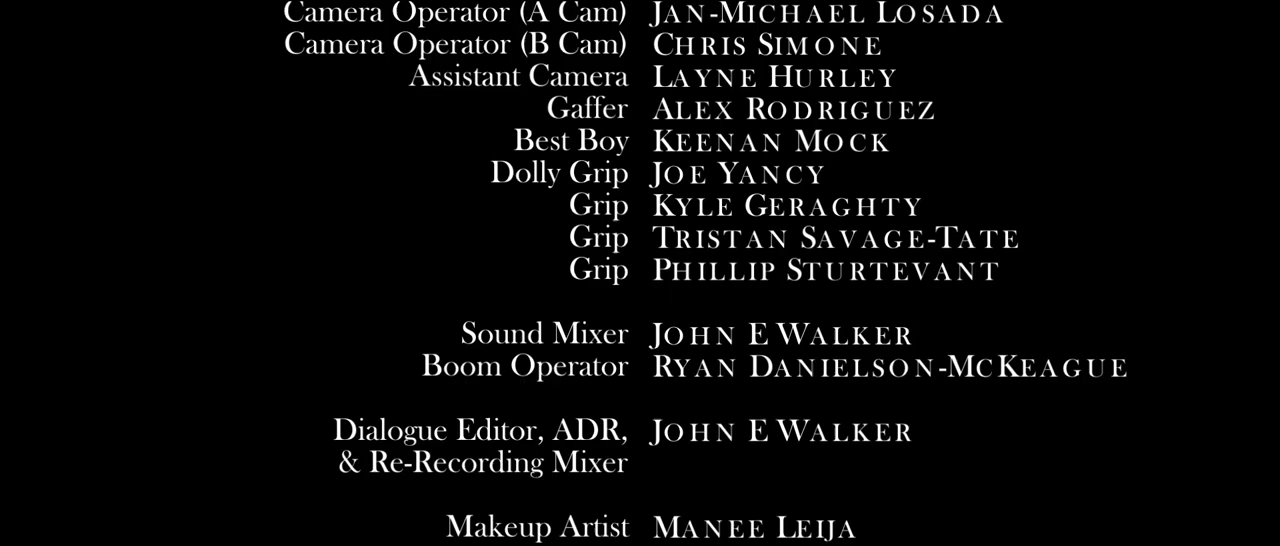 Camera Operator (A Cam) JAN-MICHAEL LOSADA
Camera Operator (B Cam) CHRIS SIMONE
Assistant Camera LAYNE HURLEY
Gaffer ALEX RODRIGUEZ
Best Boy KEENAN MOCK
Dolly Grip JOE YANCY
Grip KYLE GERAGHTY
Grip TRISTAN SAVAGE-TATE
Grip PHILLIP STURTEVANT
Sound Mixer JOHN E WALKER
Boom Operator RYAN DANIELSON-MCKEAGUE
Dialogue Editor, ADR, JOHN E WALKER
& Re-Recording Mixer
Makeup Artist MANEE LEIJA